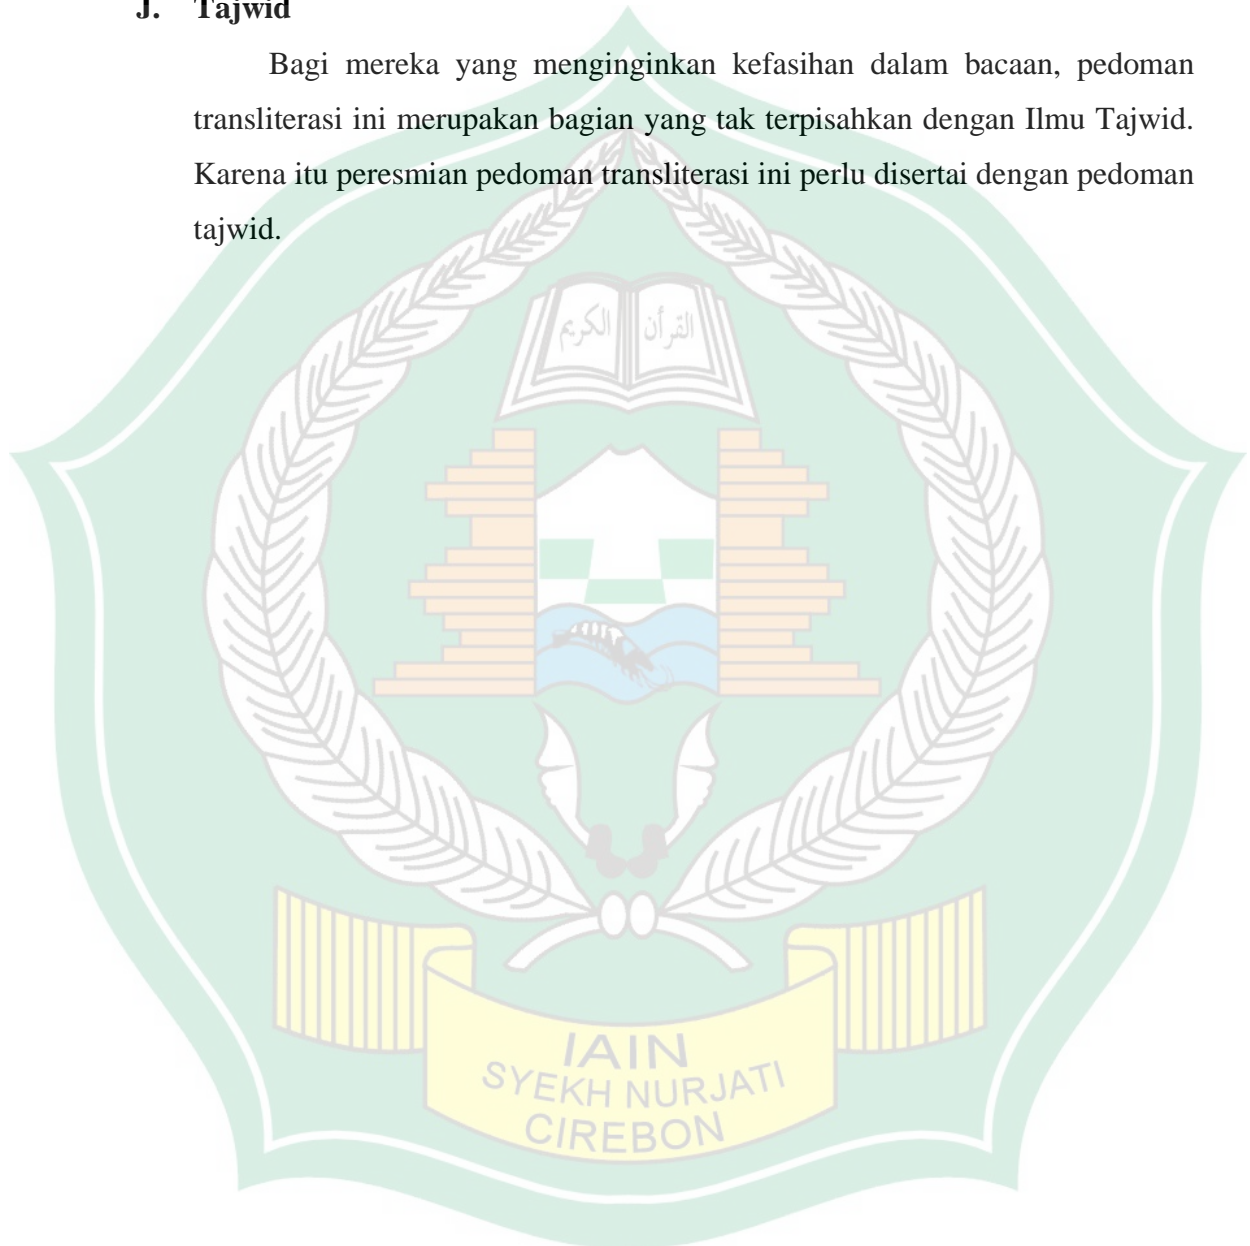 J. Tajwid
Bagi mereka yang menginginkan kefasihan dalam bacaan, pedoman
transliterasi ini merupakan bagian yang tak terpisahkan dengan Ilmu Tajwid.
Karena itu peresmian pedoman transliterasi ini perlu disertai dengan pedoman
tajwid.
القرأن الكريم
IAIN
SYEKH NURJATI
CIREBON